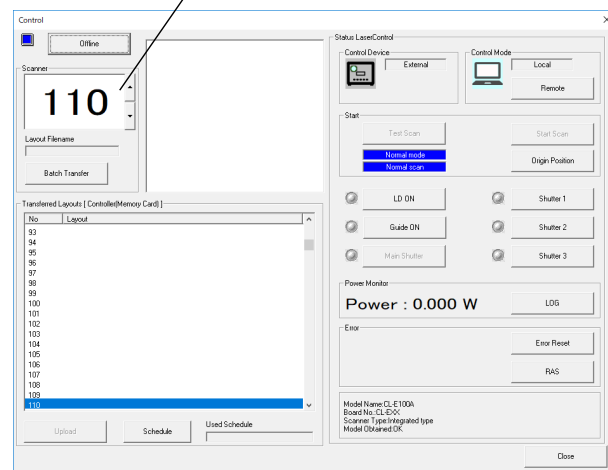 Control
Offline
Scanner
110
Layout Filename
Batch Transfer
Transferred Layouts [ Controller(Memory Card) ]
No Layout
93
94
95
96
97
98
99
100
101
102
103
104
105
106
107
108
109
110
Upload
Schedule
Used Schedule
Status LaserControl
Control Device
External
Control Mode
Local
Remote
Start
Test Scan
Start Scan
Normal mode
Normal scan
Origin Position
LD ON
Shutter 1
Guide ON
Shutter 2
Main Shutter
Shutter 3
Power Monitor
Power : 0.000 W
LOG
Error
Error Reset
RAS
Model Name:CL-E100A
Board No.:CL-EXX
Scanner Type:Integrated type
Model Obtained:OK
Close